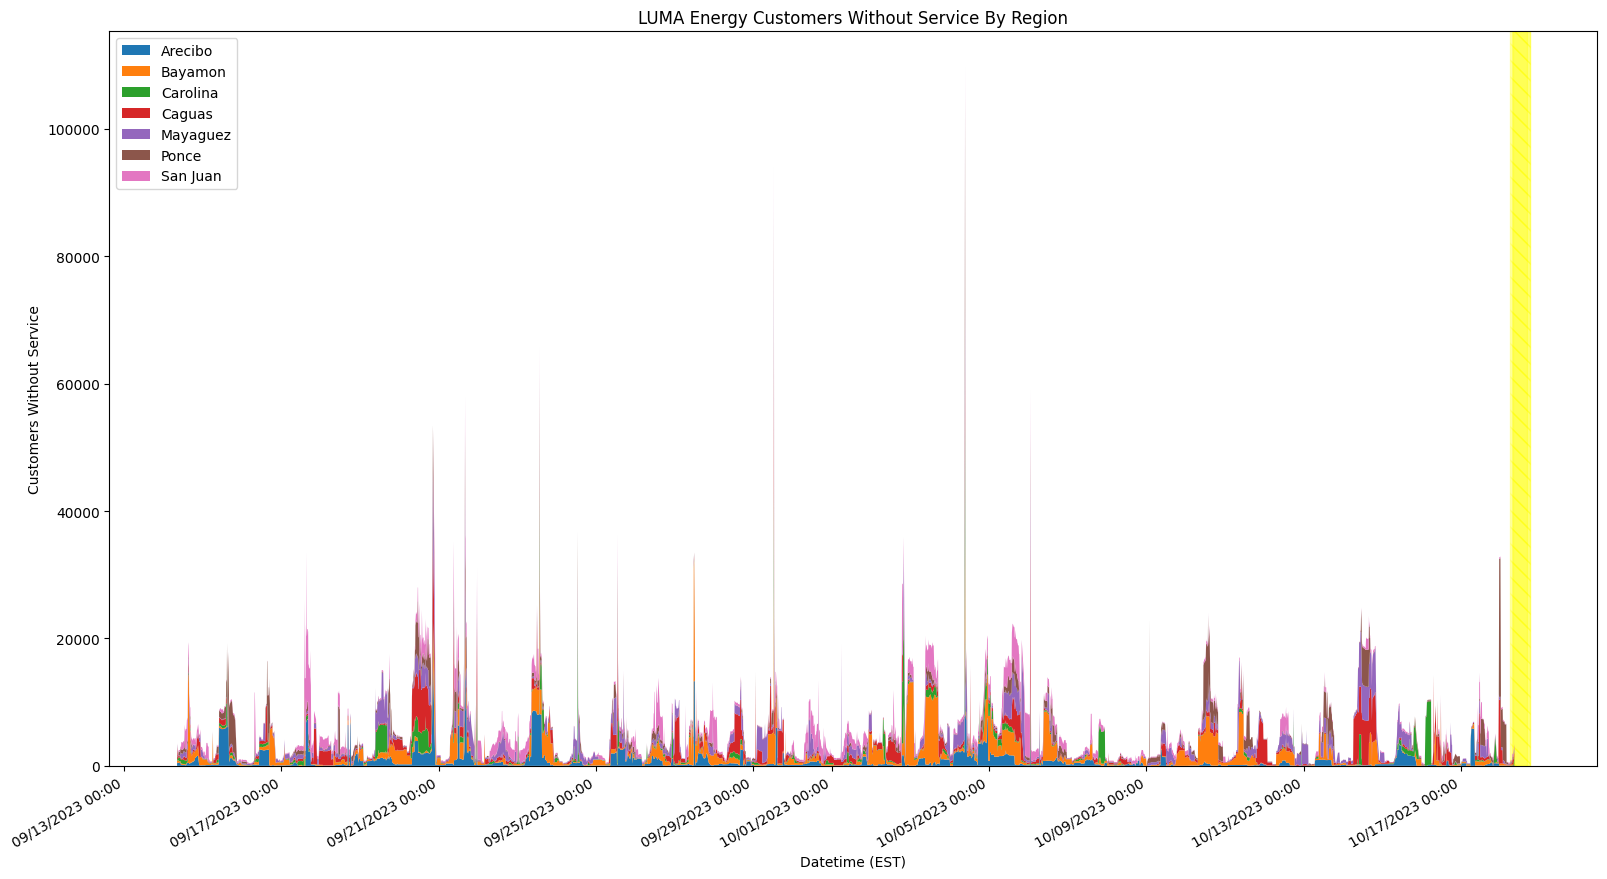 LUMA Energy Customers Without Service By Region
Arecibo
Bayamon
Carolina
Caguas
Mayaguez
Ponce
San Juan
100000
80000
60000
40000
20000
0
Customers Without Service
09/13/2023 00:00
09/17/2023 00:00
09/21/2023 00:00
09/25/2023 00:00
09/29/2023 00:00
10/01/2023 00:00
10/05/2023 00:00
10/09/2023 00:00
10/13/2023 00:00
10/17/2023 00:00
Datetime (EST)